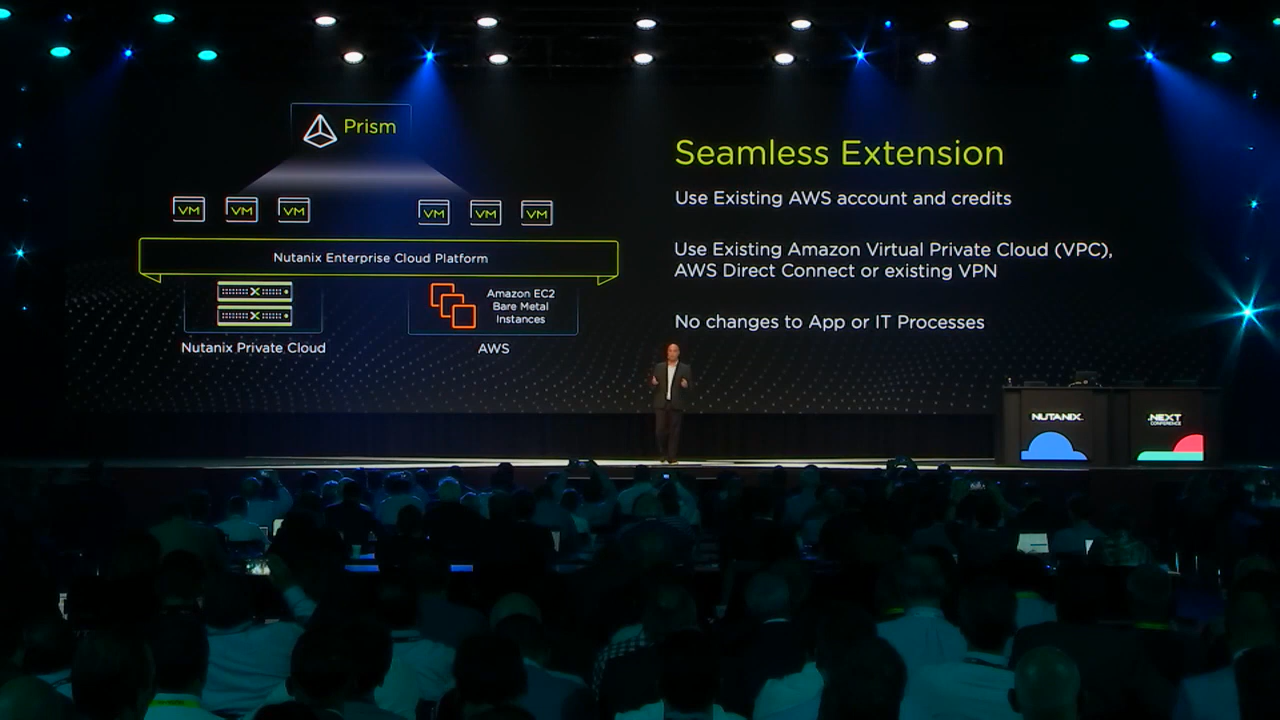 Prism
VM VM VM VM VM VM
Nutanix Enterprise Cloud Platform
Amazon EC2
Bare Metal
Instances
Nutanix Private Cloud
AWS
Seamless Extension
Use Existing AWS account and credits
Use Existing Amazon Virtual Private Cloud (VPC),
AWS Direct Connect or existing VPN
No changes to App or IT Processes
NUTANIX
.NEXT
CONFERENCE